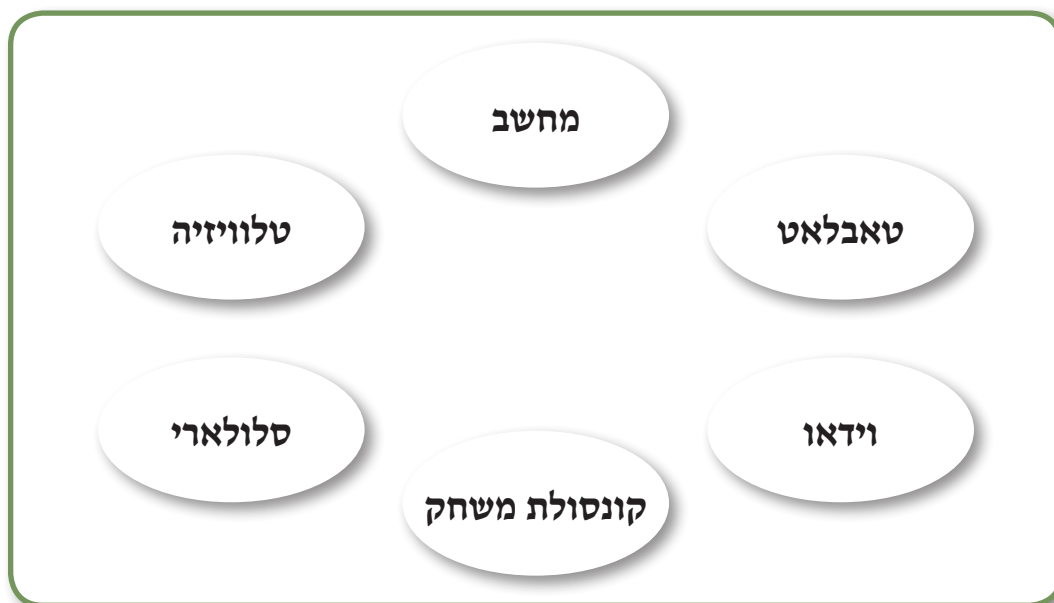 מחשב
טאבלאט
טלוויזיה
וידאו
סלולארי
קונסולת משחק